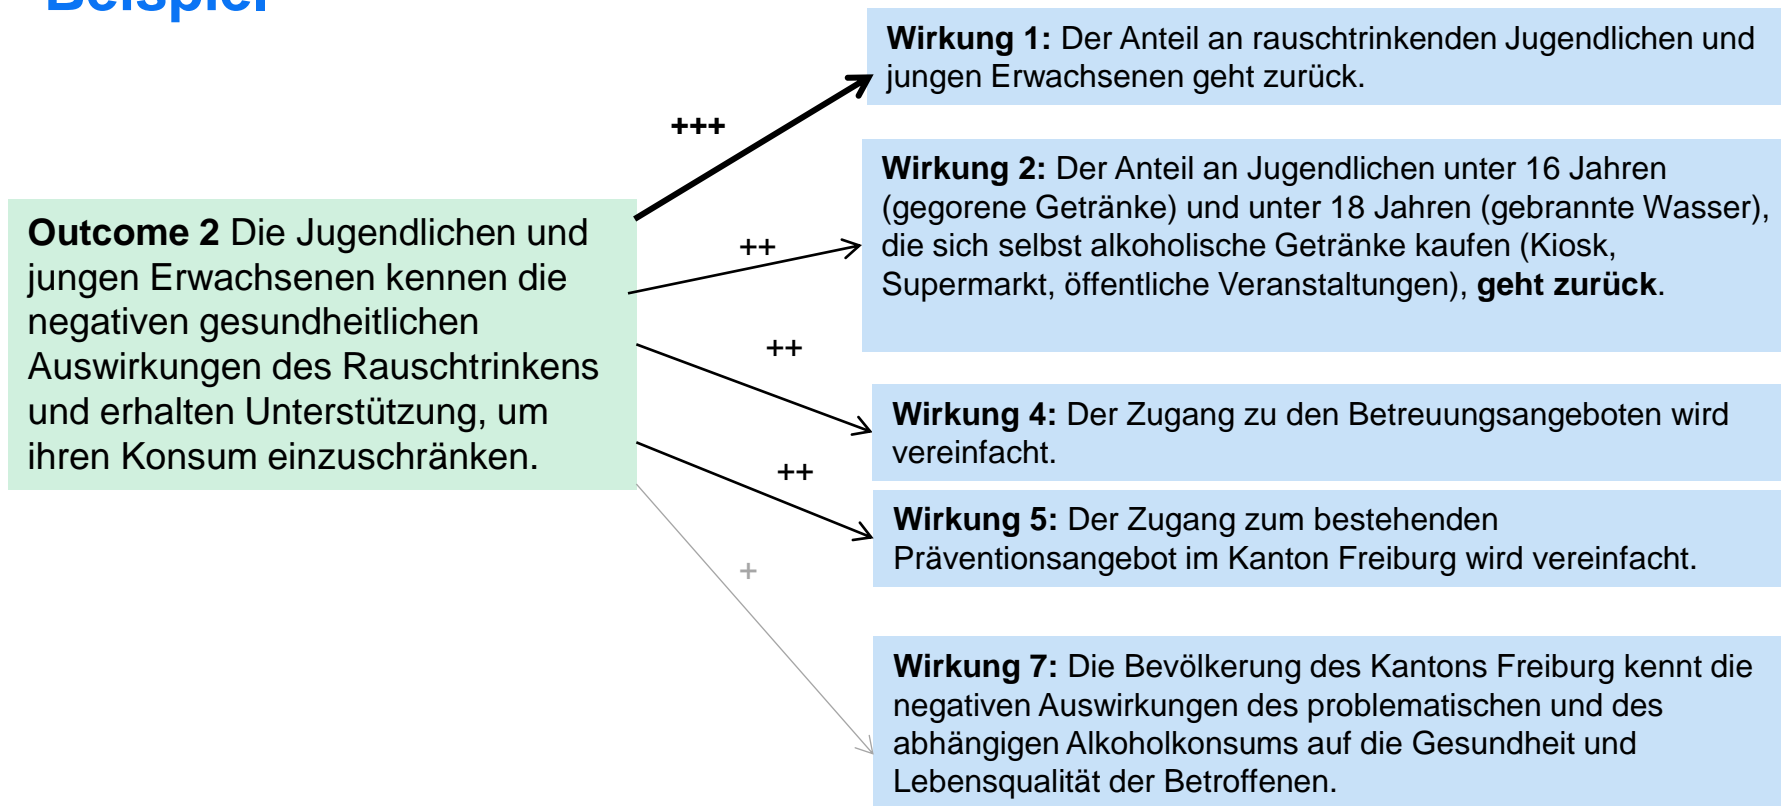 Beispiel
Wirkung 1: Der Anteil an rauschtrinkenden Jugendlichen und
jungen Erwachsenen geht zurück.
+++
Wirkung 2: Der Anteil an Jugendlichen unter 16 Jahren
(gegorene Getränke) und unter 18 Jahren (gebrannte Wasser),
die sich selbst alkoholische Getränke kaufen (Kiosk,
Supermarkt, öffentliche Veranstaltungen), geht zurück.
++
Outcome 2 Die Jugendlichen und
jungen Erwachsenen kennen die
negativen gesundheitlichen
Auswirkungen des Rauschtrinkens
und erhalten Unterstützung, um
ihren Konsum einzuschränken.
++
Wirkung 4: Der Zugang zu den Betreuungsangeboten wird
vereinfacht.
++
Wirkung 5: Der Zugang zum bestehenden
Präventionsangebot im Kanton Freiburg wird vereinfacht.
+
Wirkung 7: Die Bevölkerung des Kantons Freiburg kennt die
negativen Auswirkungen des problematischen und des
abhängigen Alkoholkonsums auf die Gesundheit und
Lebensqualität der Betroffenen.